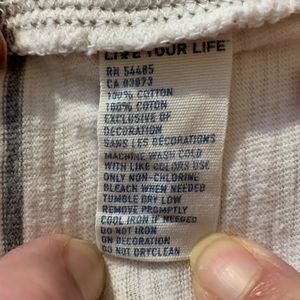 LIVE YOUR LIFE
RN 54485
CA 03073
100% COTTON
100% COTON
EXCLUSIVE OF
DECORATION
SANS LES DECORATIONS
MACHINE WASH COLD
WITH LIKE COLORS USE
ONLY NON-CHLORINE
BLEACH WHEN NEEDED
TUMBLE DRY LOW
REMOVE PROMPTLY
COOL IRON IF NEEDED
DO NOT IRON
ON DECORATION
DO NOT DRYCLEAN